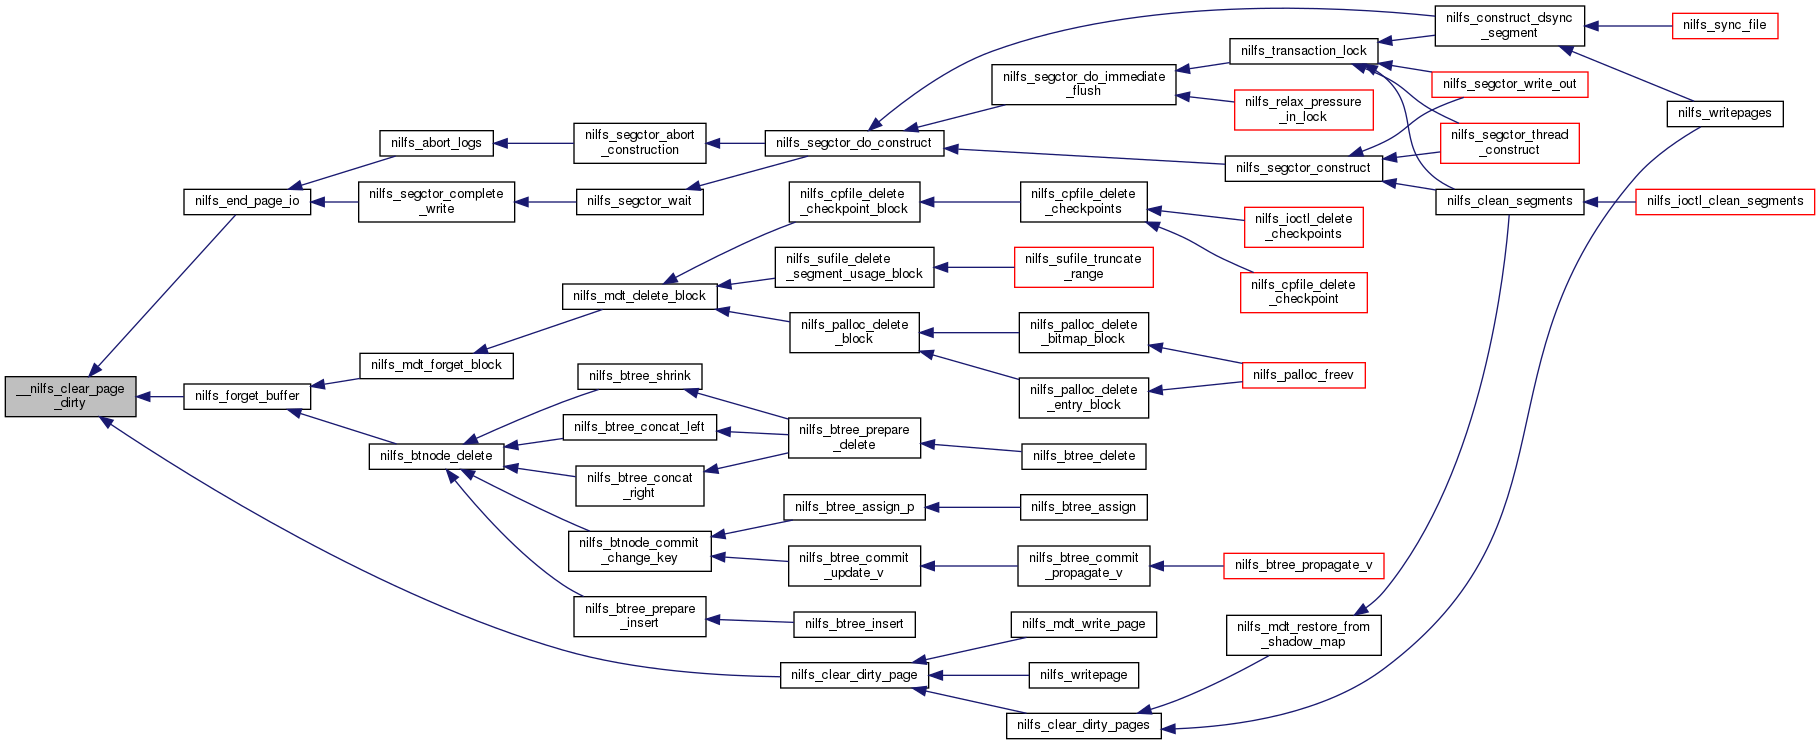 __nilfs_clear_page
_dirty
nilfs_end_page_io
nilfs_forget_buffer
nilfs_abort_logs
nilfs_segctor_complete
_write
nilfs_mdt_forget_block
nilfs_btnode_delete
nilfs_segctor_abort
_construction
nilfs_segctor_wait
nilfs_mdt_delete_block
nilfs_btree_shrink
nilfs_btree_concat_left
nilfs_btree_concat
_right
nilfs_btnode_commit
_change_key
nilfs_btree_prepare
_insert
nilfs_segctor_do_construct
nilfs_cpfile_delete
_checkpoint_block
nilfs_sufile_delete
_segment_usage_block
nilfs_palloc_delete
_block
nilfs_btree_prepare
_delete
nilfs_btree_assign_p
nilfs_btree_commit
_update_v
nilfs_btree_insert
nilfs_clear_dirty_page
nilfs_segctor_do_immediate
_flush
nilfs_cpfile_delete
_checkpoints
nilfs_sufile_truncate
_range
nilfs_palloc_delete
_bitmap_block
nilfs_palloc_delete
_entry_block
nilfs_btree_delete
nilfs_btree_assign
nilfs_btree_commit
_propagate_v
nilfs_mdt_write_page
nilfs_writepage
nilfs_clear_dirty_pages
nilfs_transaction_lock
nilfs_relax_pressure
_in_lock
nilfs_segctor_construct
nilfs_ioctl_delete
_checkpoints
nilfs_cpfile_delete
_checkpoint
nilfs_palloc_freev
nilfs_btree_propagate_v
nilfs_mdt_restore_from
_shadow_map
nilfs_construct_dsync
_segment
nilfs_segctor_write_out
nilfs_segctor_thread
_construct
nilfs_clean_segments
nilfs_sync_file
nilfs_writepages
nilfs_ioctl_clean_segments